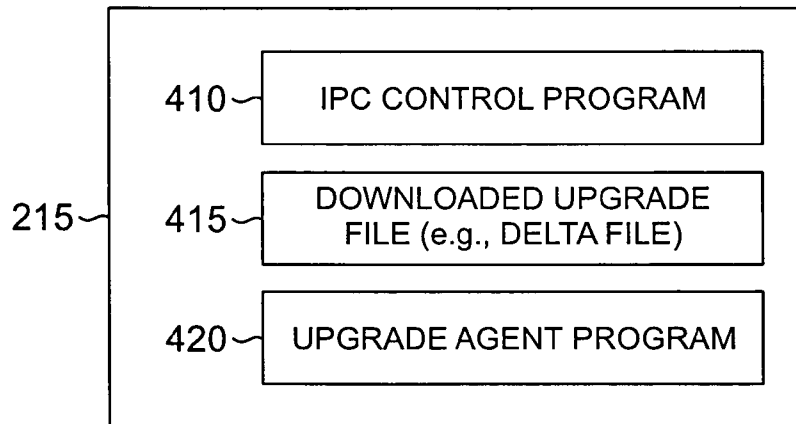 410 IPC CONTROL PROGRAM
215 415 DOWNLOADED UPGRADE
FILE (e.g., DELTA FILE)
420 UPGRADE AGENT PROGRAM